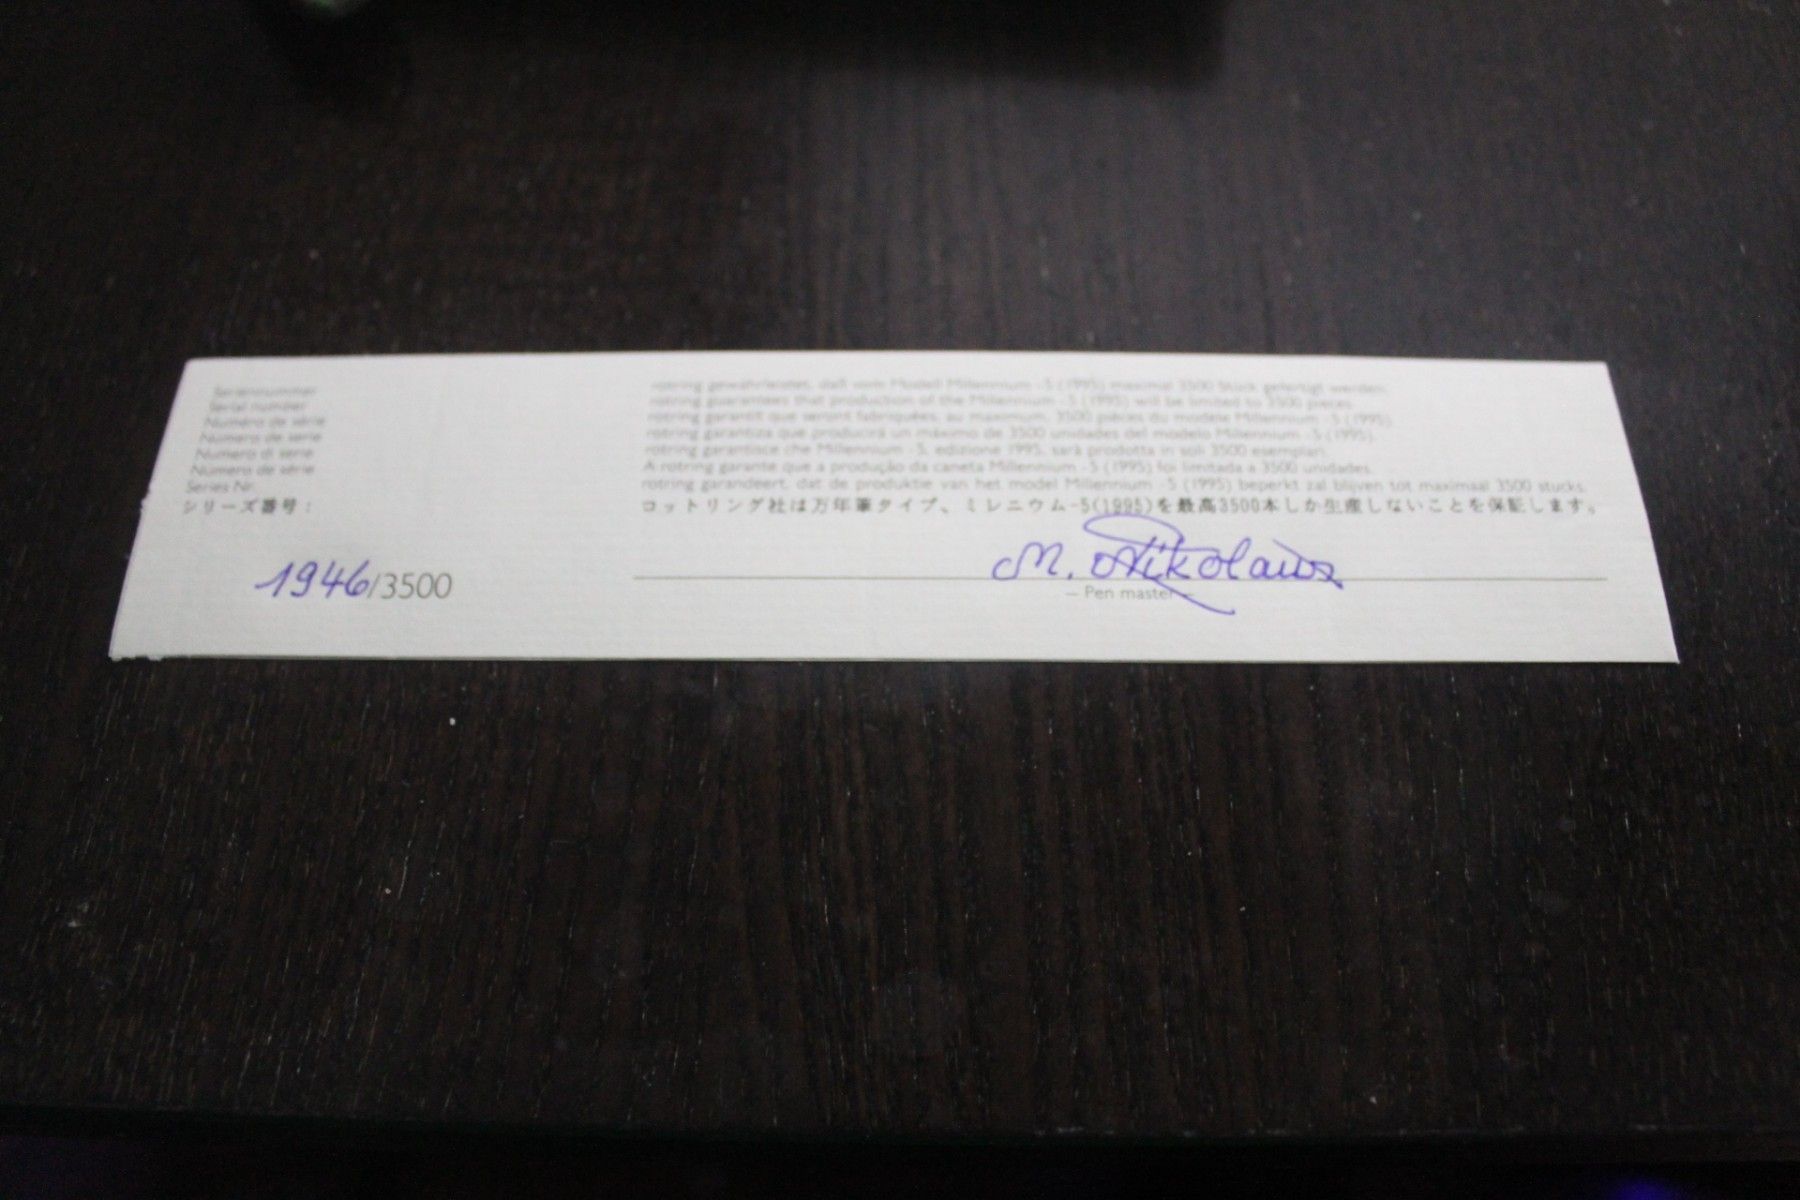 Seriennummer
Serial number
Numéro de série
Número de serie
Numero di serie
Número de série
Series Nr.
シリーズ番号：
1946/3500
rotring gewährleistet, daß vom Modell Millennium -5 (1995) maximal 3500 Stück gefertigt werden.
rotring guarantees that production of the Millennium -5 (1995) will be limited to 3500 pieces.
rotring garantit que seront fabriquées, au maximum, 3500 pièces du modèle Millennium -5 (1995).
rotring garantiza que producirá un máximo de 3500 unidades del modelo Millennium -5 (1995).
rotring garantisce che Millennium -5, edizione 1995, sarà prodotta in soli 3500 esemplari.
A rotring garante que a produção da caneta Millennium -5 (1995) foi limitada a 3500 unidades.
rotring garandeert, dat de produktie van het model Millennium -5 (1995) beperkt zal blijven tot maximaal 3500 stucks.
ロットリング社は万年筆タイプ、ミレニウム-5(1995)を最高3500本しか生産しないことを保証します。
M. Nikolaus
– Pen master –